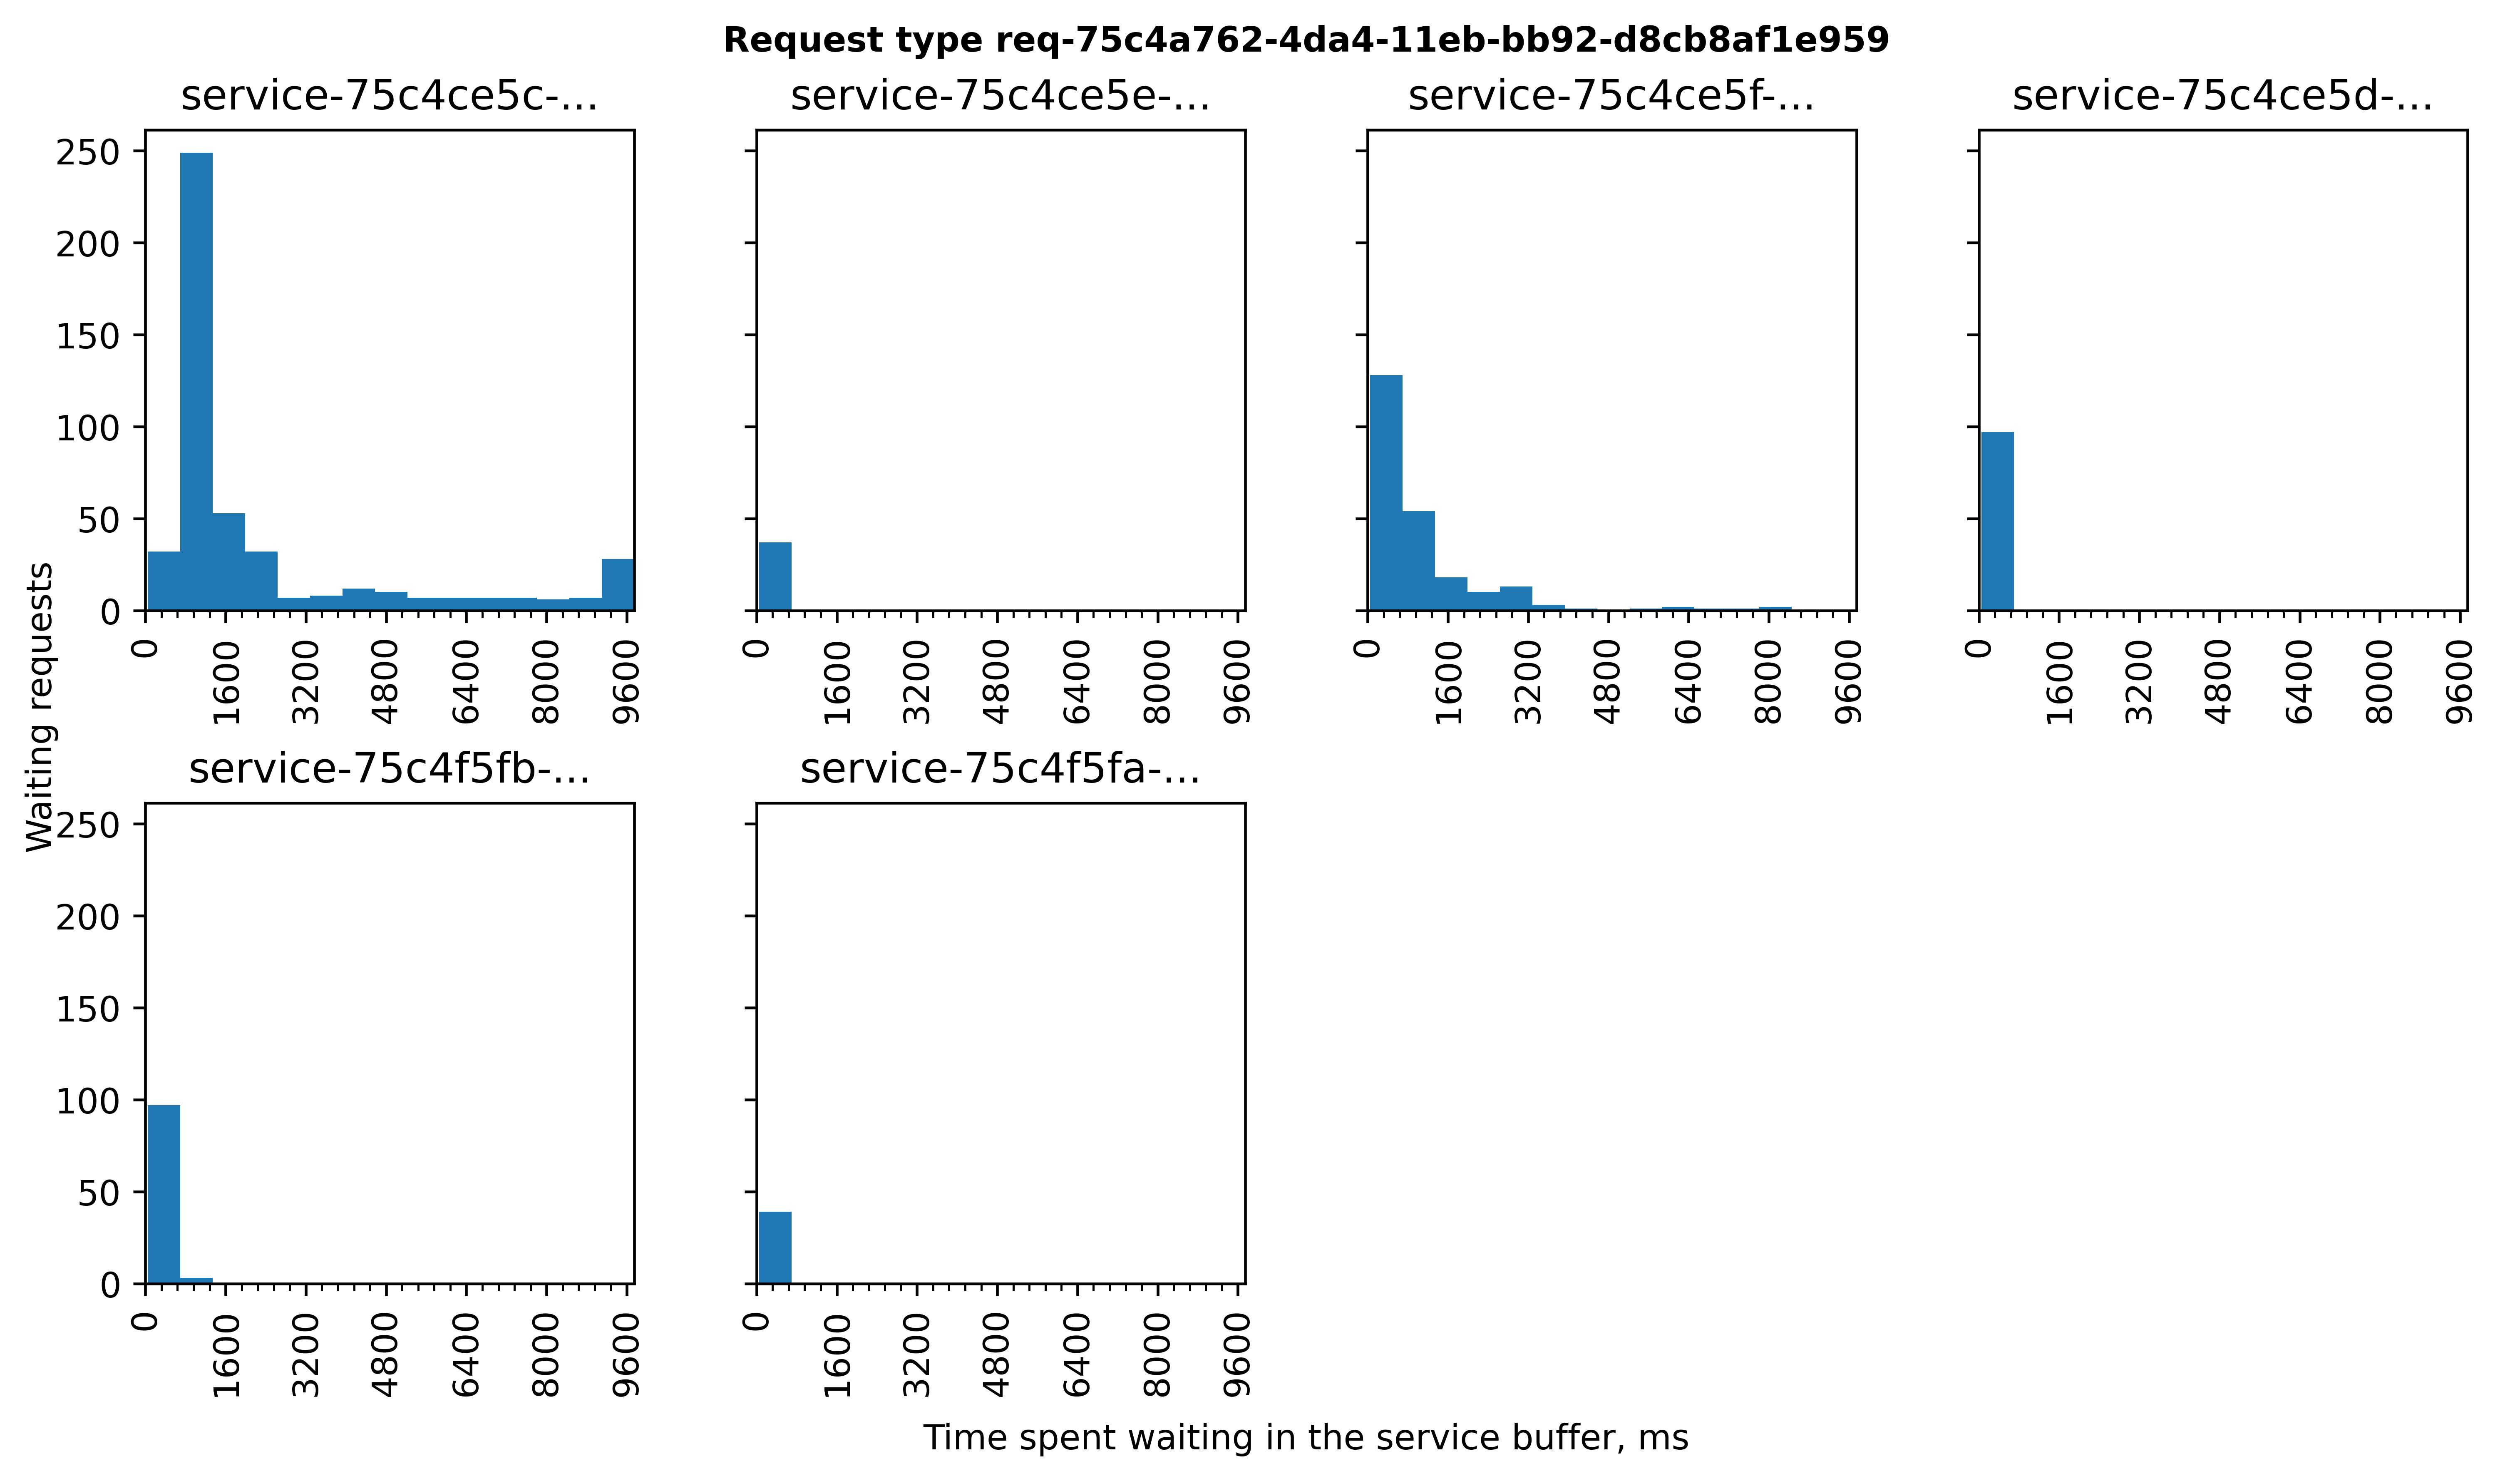 Request type req-75c4a762-4da4-11eb-bb92-d8cb8af1e959
service-75c4ce5c-...
service-75c4ce5e-...
service-75c4ce5f-...
service-75c4ce5d-...
250
200
150
100
50
0
0 1600 3200 4800 6400 8000 9600
0 1600 3200 4800 6400 8000 9600
0 1600 3200 4800 6400 8000 9600
0 1600 3200 4800 6400 8000 9600
Waiting requests
service-75c4f5fb-...
service-75c4f5fa-...
250
200
150
100
50
0
0 1600 3200 4800 6400 8000 9600
0 1600 3200 4800 6400 8000 9600
Time spent waiting in the service buffer, ms